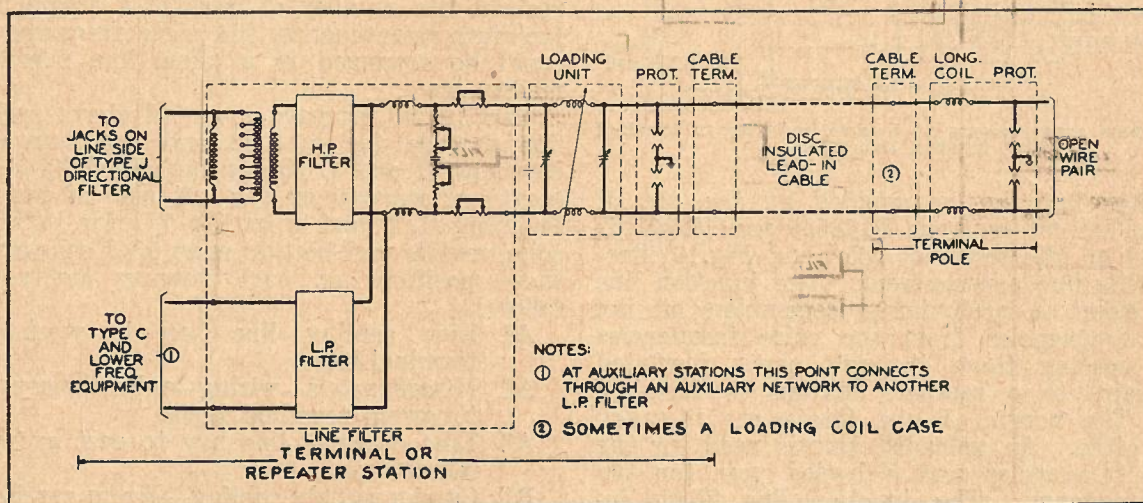 LOADING
UNIT
PROT.
CABLE
TERM.
CABLE
TERM.
LONG.
COIL
PROT.
TO
JACKS ON
LINE SIDE
OF TYPE J
DIRECTIONAL
FILTER
H.P.
FILTER
DISC
INSULATED
LEAD-IN
CABLE
②
OPEN
WIRE
PAIR
TERMINAL
POLE
TO
TYPE C
AND
LOWER
FREQ.
EQUIPMENT
①
L.P.
FILTER
NOTES:
① AT AUXILIARY STATIONS THIS POINT CONNECTS
THROUGH AN AUXILIARY NETWORK TO ANOTHER
L.P. FILTER
② SOMETIMES A LOADING COIL CASE
LINE FILTER
TERMINAL OR
REPEATER STATION